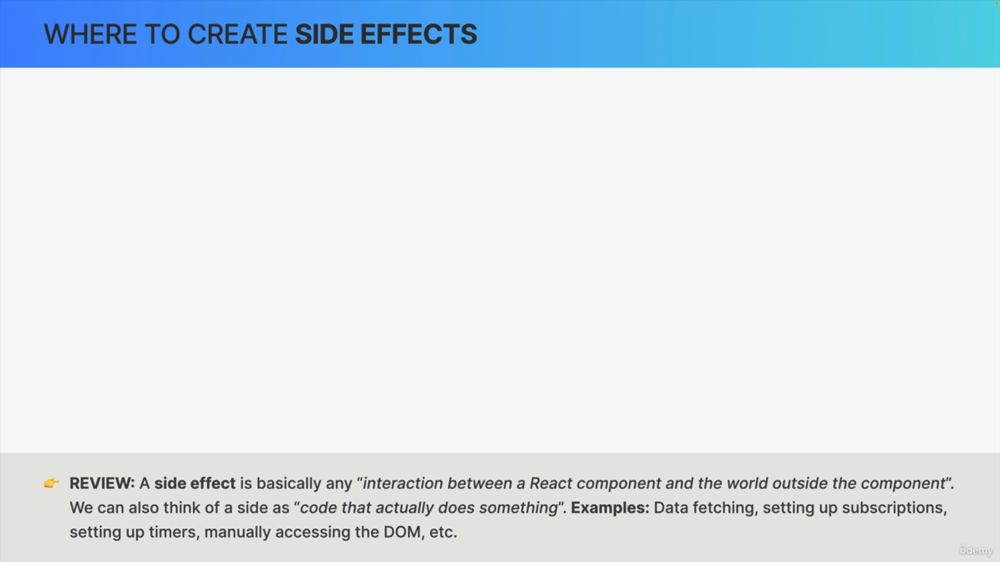 WHERE TO CREATE SIDE EFFECTS
👉 REVIEW: A side effect is basically any “interaction between a React component and the world outside the component”.
We can also think of a side as “code that actually does something”. Examples: Data fetching, setting up subscriptions,
setting up timers, manually accessing the DOM, etc.
ûdemy